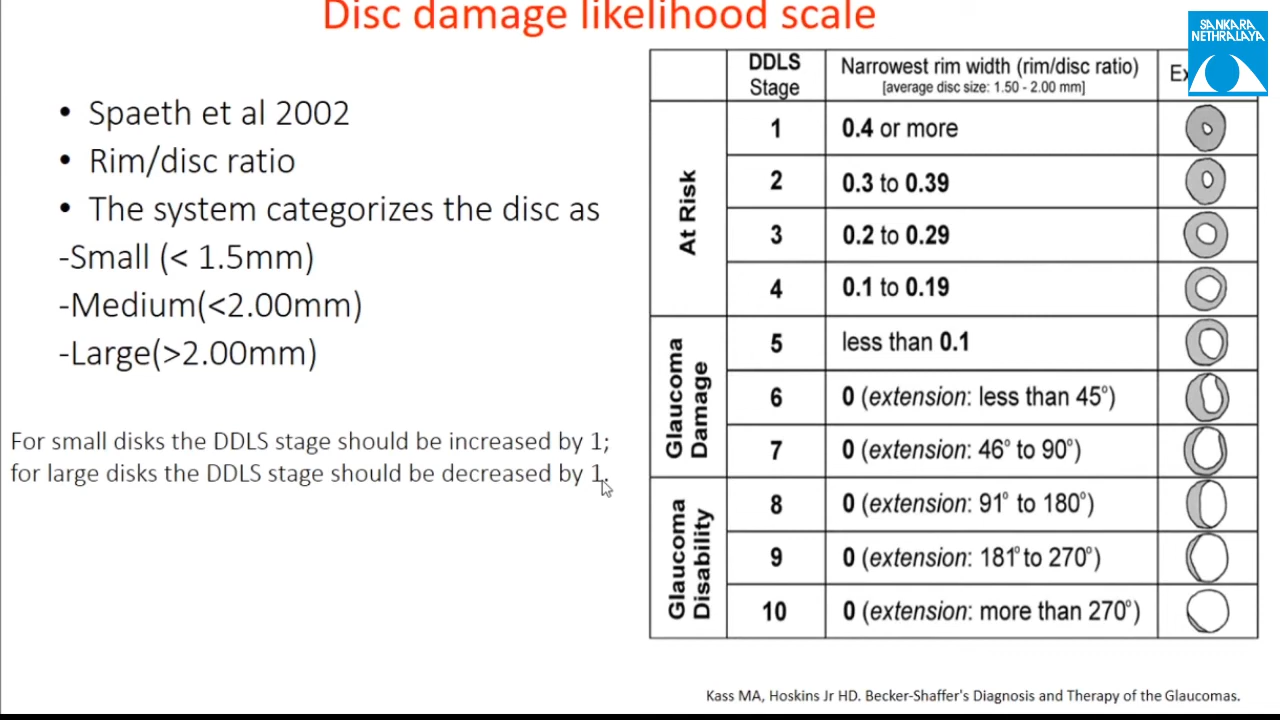 Disc damage likelihood scale
SANKARA
NETHRALAYA
• Spaeth et al 2002
• Rim/disc ratio
• The system categorizes the disc as
-Small (< 1.5mm)
-Medium(<2.00mm)
-Large(>2.00mm)
For small disks the DDLS stage should be increased by 1;
for large disks the DDLS stage should be decreased by 1.
DDLS Stage
Narrowest rim width (rim/disc ratio)
[average disc size: 1.50 - 2.00 mm]
At Risk
1 0.4 or more
2 0.3 to 0.39
3 0.2 to 0.29
4 0.1 to 0.19
Glaucoma Damage
5 less than 0.1
6 0 (extension: less than 45°)
7 0 (extension: 46° to 90°)
Glaucoma Disability
8 0 (extension: 91° to 180°)
9 0 (extension: 181° to 270°)
10 0 (extension: more than 270°)
Kass MA, Hoskins Jr HD. Becker-Shaffer's Diagnosis and Therapy of the Glaucomas.